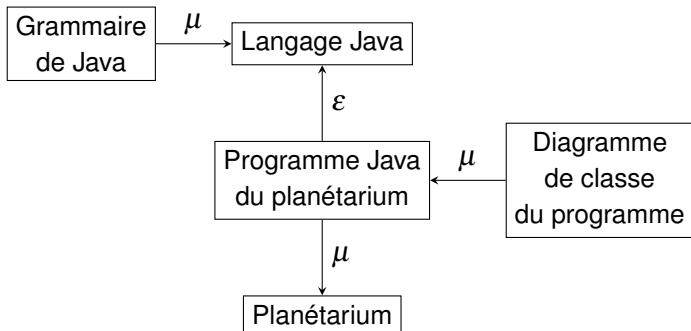 Grammaire
de Java
μ
Langage Java
ε
Programme Java
du planétarium
μ
Diagramme
de classe
du programme
μ
Planétarium